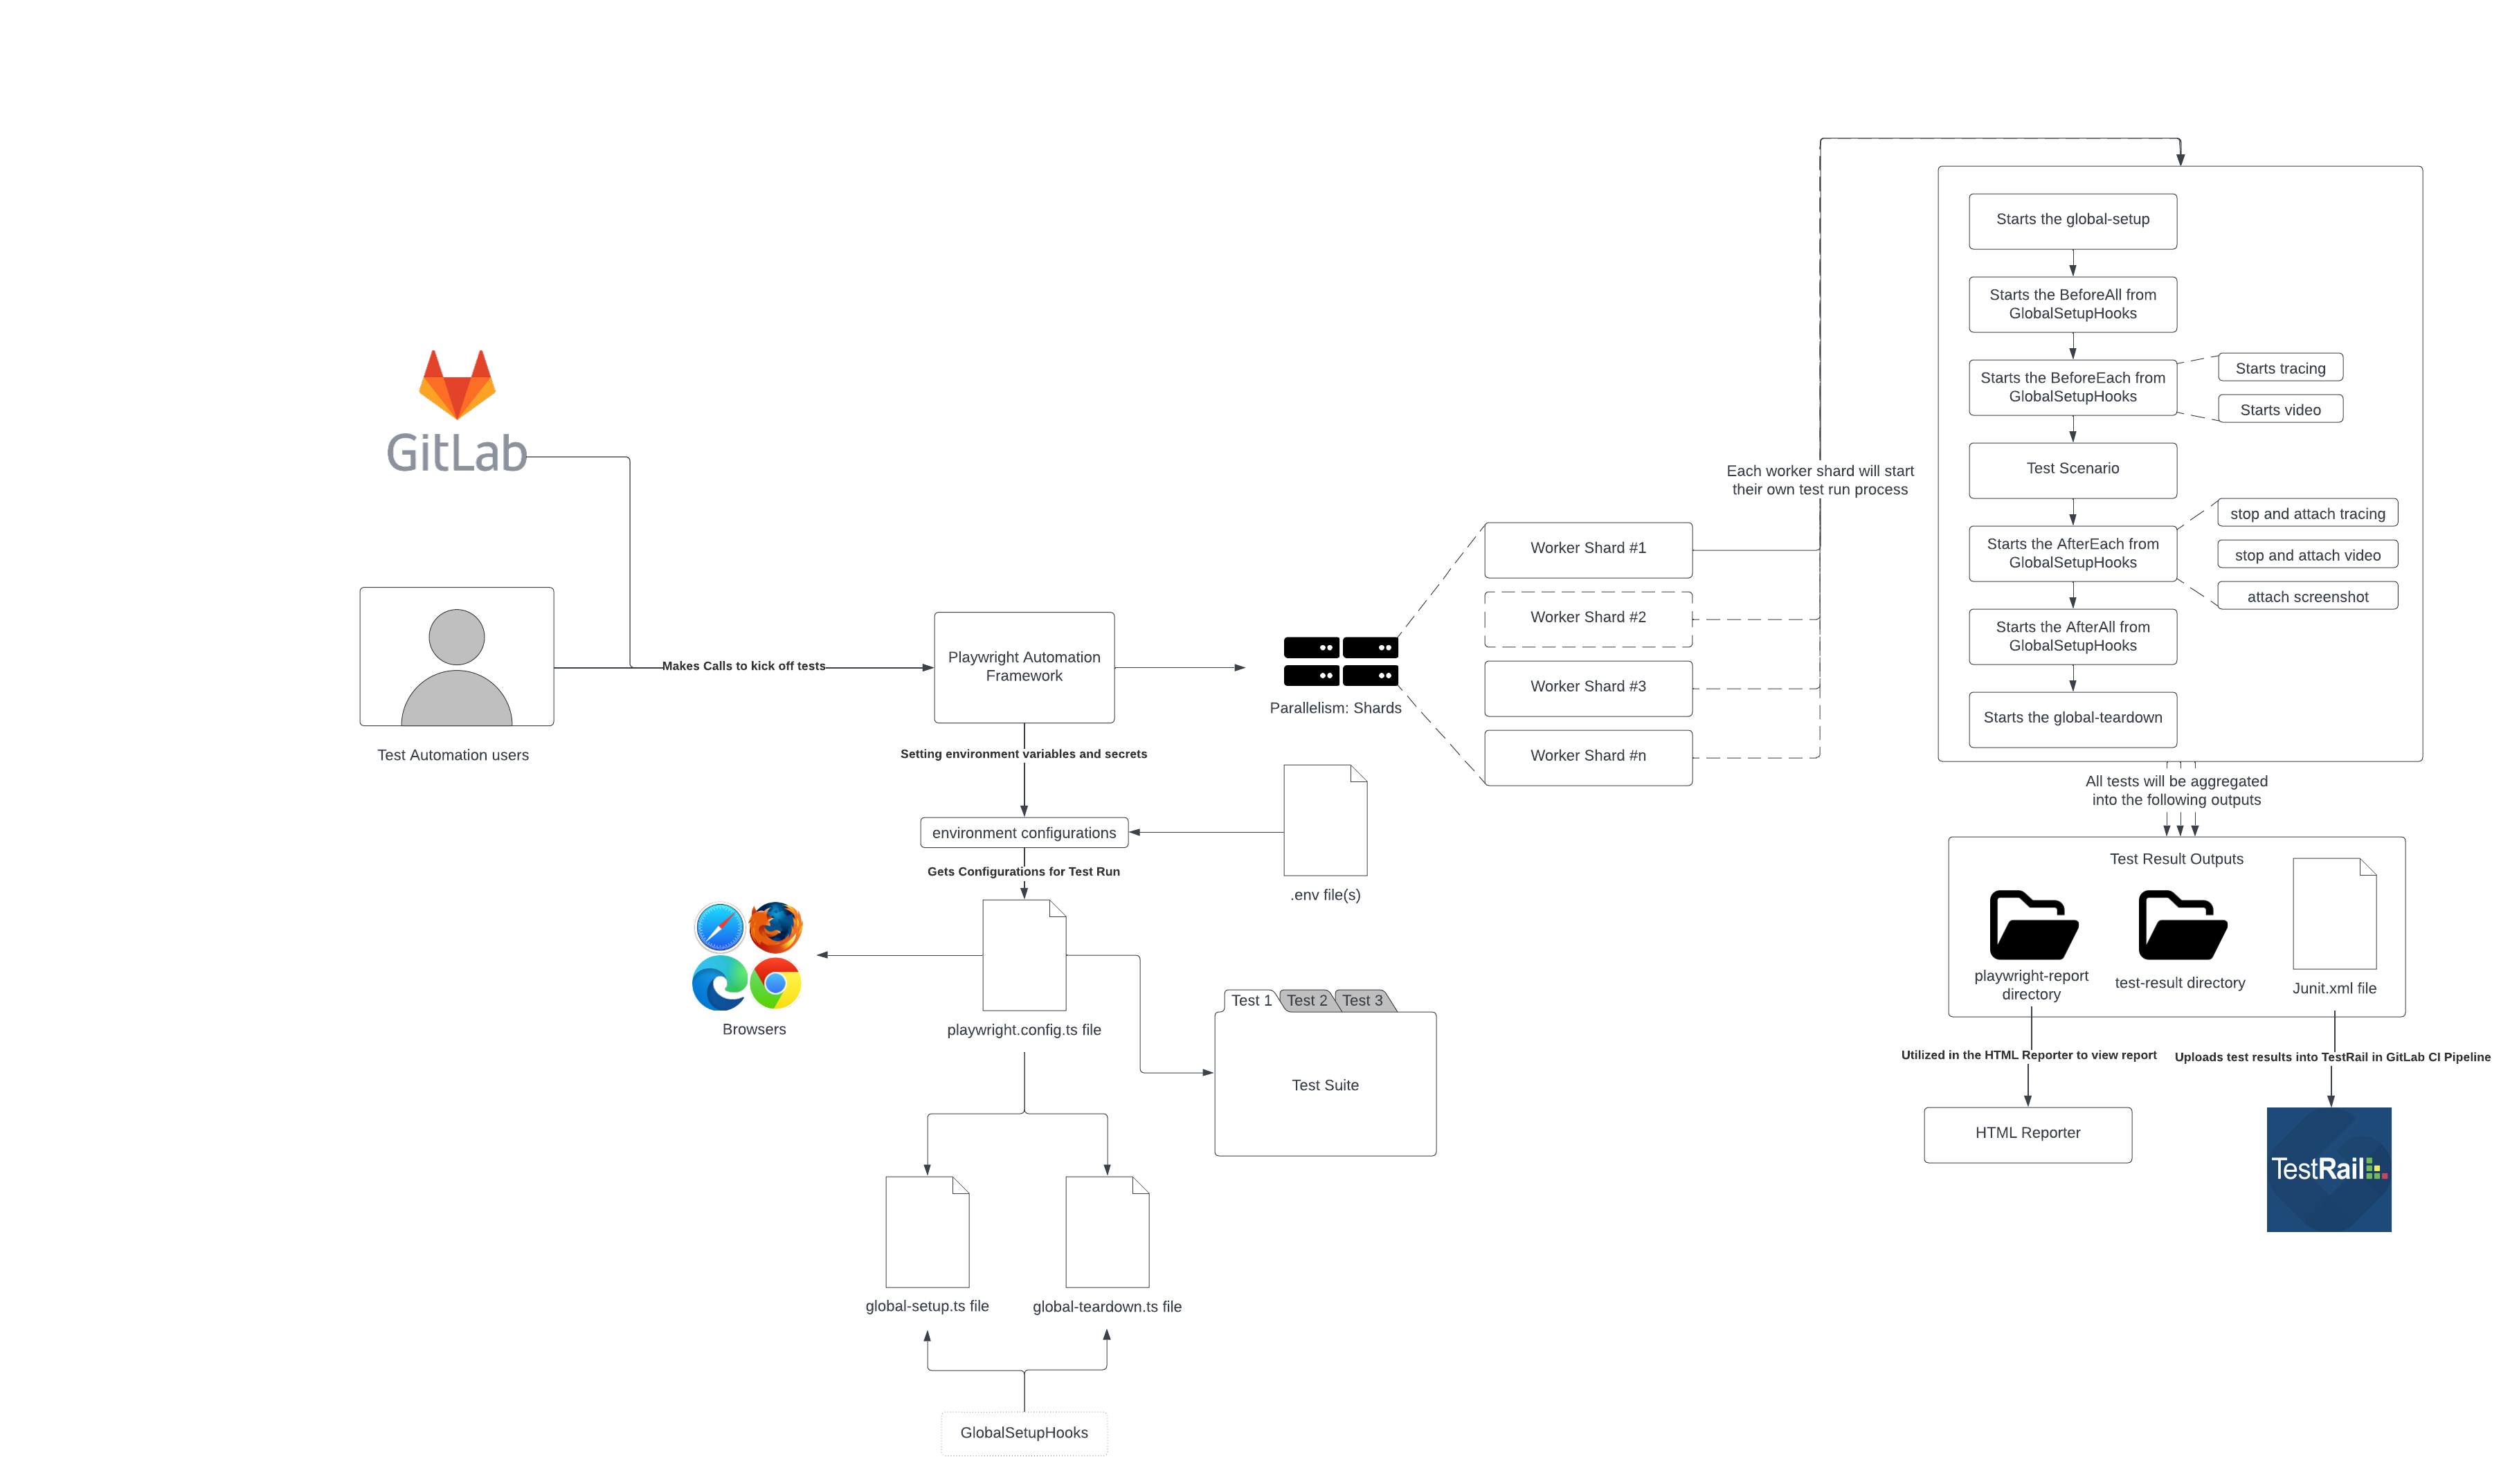 GitLab
Test Automation users
Makes Calls to kick off tests
Playwright Automation
Framework
Setting environment variables and secrets
environment configurations
Gets Configurations for Test Run
.env file(s)
Browsers
playwright.config.ts file
Test 1
Test 2
Test 3
Test Suite
global-setup.ts file
global-teardown.ts file
GlobalSetupHooks
Parallelism: Shards
Worker Shard #1
Worker Shard #2
Worker Shard #3
Worker Shard #n
Each worker shard will start
their own test run process
Starts the global-setup
Starts the BeforeAll from
GlobalSetupHooks
Starts the BeforeEach from
GlobalSetupHooks
Starts tracing
Starts video
Test Scenario
Starts the AfterEach from
GlobalSetupHooks
stop and attach tracing
stop and attach video
attach screenshot
Starts the AfterAll from
GlobalSetupHooks
Starts the global-teardown
All tests will be aggregated
into the following outputs
Test Result Outputs
playwright-report
directory
test-result directory
Junit.xml file
Utilized in the HTML Reporter to view report
Uploads test results into TestRail in GitLab CI Pipeline
HTML Reporter
TestRail